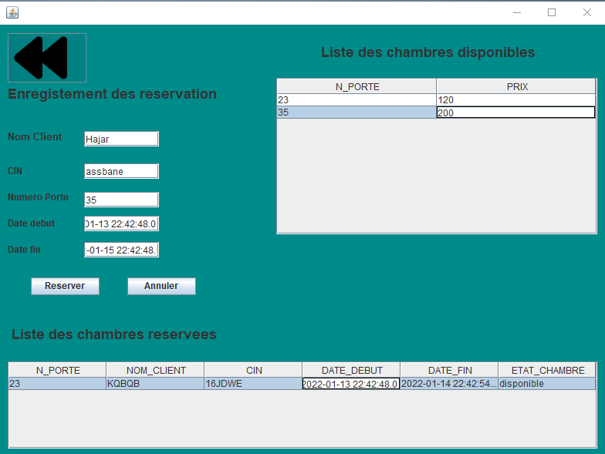 Liste des chambres disponibles
Enregistement des reservation
N_PORTE PRIX
23 120
35 200
Nom Client Hajar
CIN assbane
Numero Porte 35
Date debut 01-13 22:42:48.0
Date fin -01-15 22:42:48.
Reserver Annuler
Liste des chambres reservees
N_PORTE NOM_CLIENT CIN DATE_DEBUT DATE_FIN ETAT_CHAMBRE
23 KQBQB 16JDWE 2022-01-13 22:42:48.0 2022-01-14 22:42:54... disponible